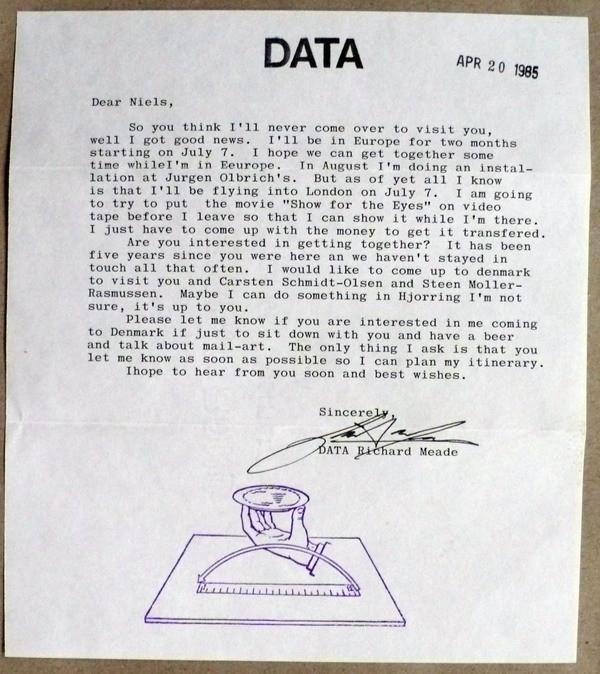 DATA
APR 20 1985
Dear Niels,
So you think I'll never come over to visit you,
well I got good news. I'll be in Europe for two months
starting on July 7. I hope we can get together some
time whileI'm in Eeurope. In August I'm doing an instal-
lation at Jurgen Olbrich's. But as of yet all I know
is that I'll be flying into London on July 7. I am going
to try to put the movie "Show for the Eyes" on video
tape before I leave so that I can show it while I'm there.
I just have to come up with the money to get it transfered.
Are you interested in getting together? It has been
five years since you were here an we haven't stayed in
touch all that often. I would like to come up to denmark
to visit you and Carsten Schmidt-Olsen and Steen Moller-
Rasmussen. Maybe I can do something in Hjorring I'm not
sure, it's up to you.
Please let me know if you are interested in me coming
to Denmark if just to sit down with you and have a beer
and talk about mail-art. The only thing I ask is that you
let me know as soon as possible so I can plan my itinerary.
Ihope to hear from you soon and best wishes.
Sincerely,
DATA Richard Meade